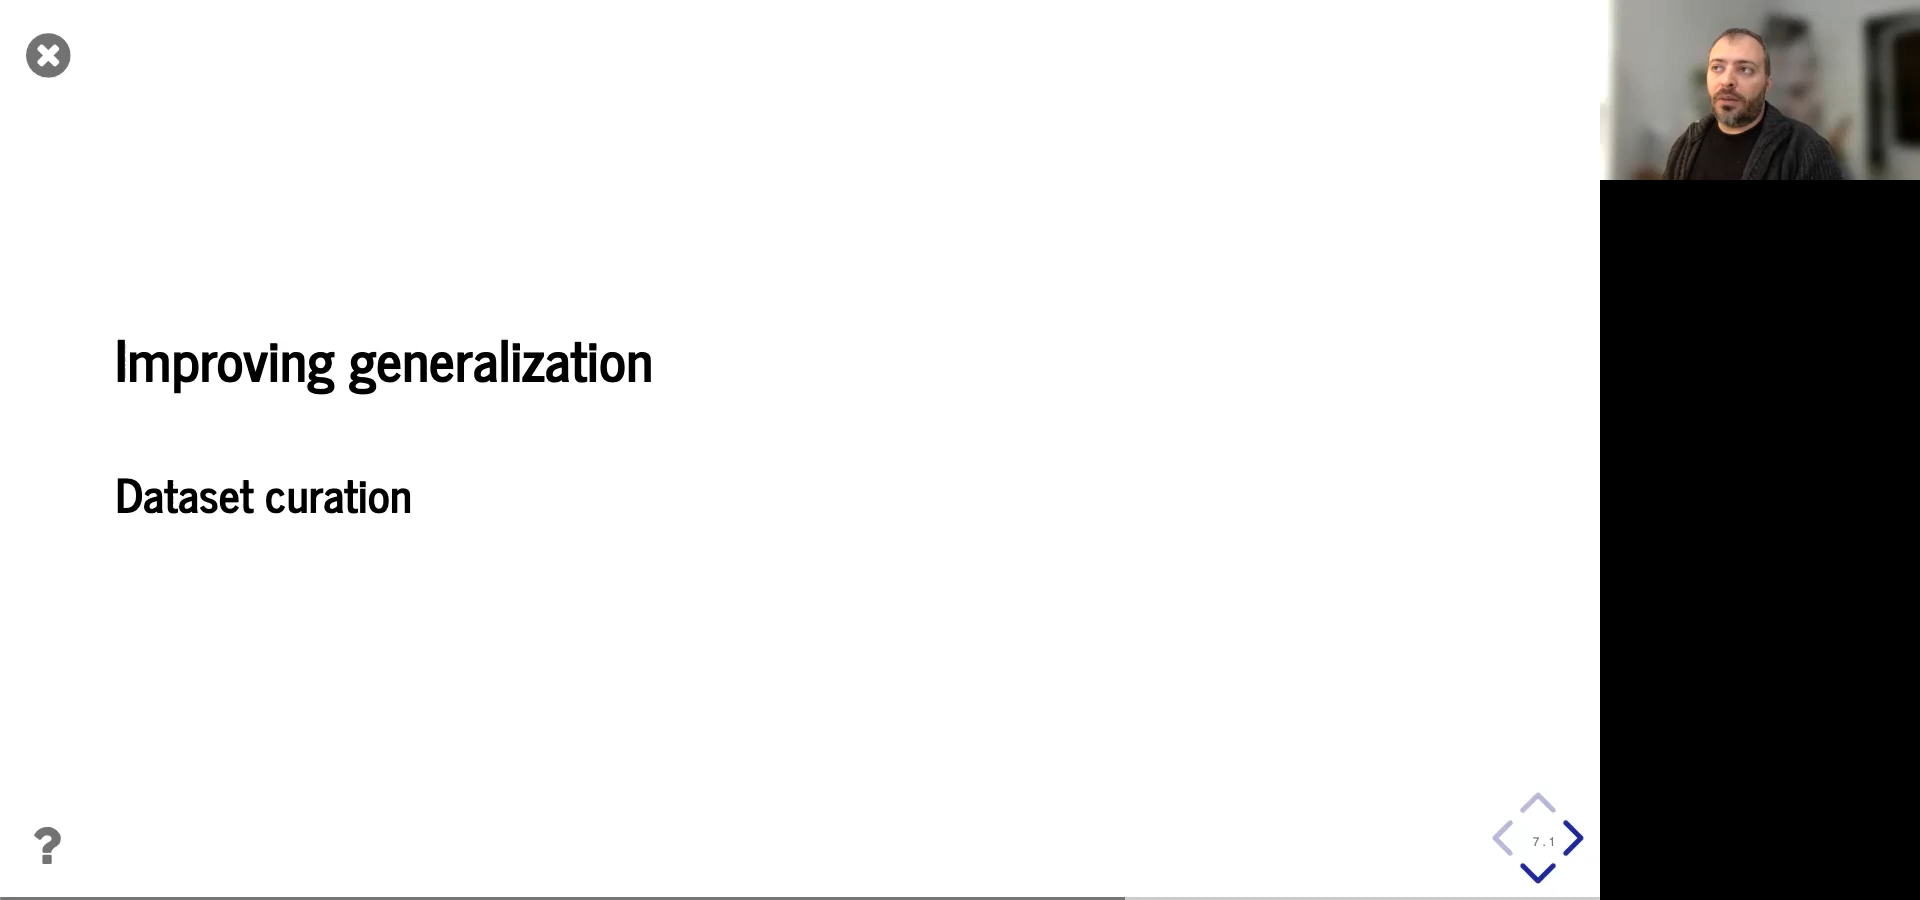 Improving generalization
Dataset curation
?
7.1